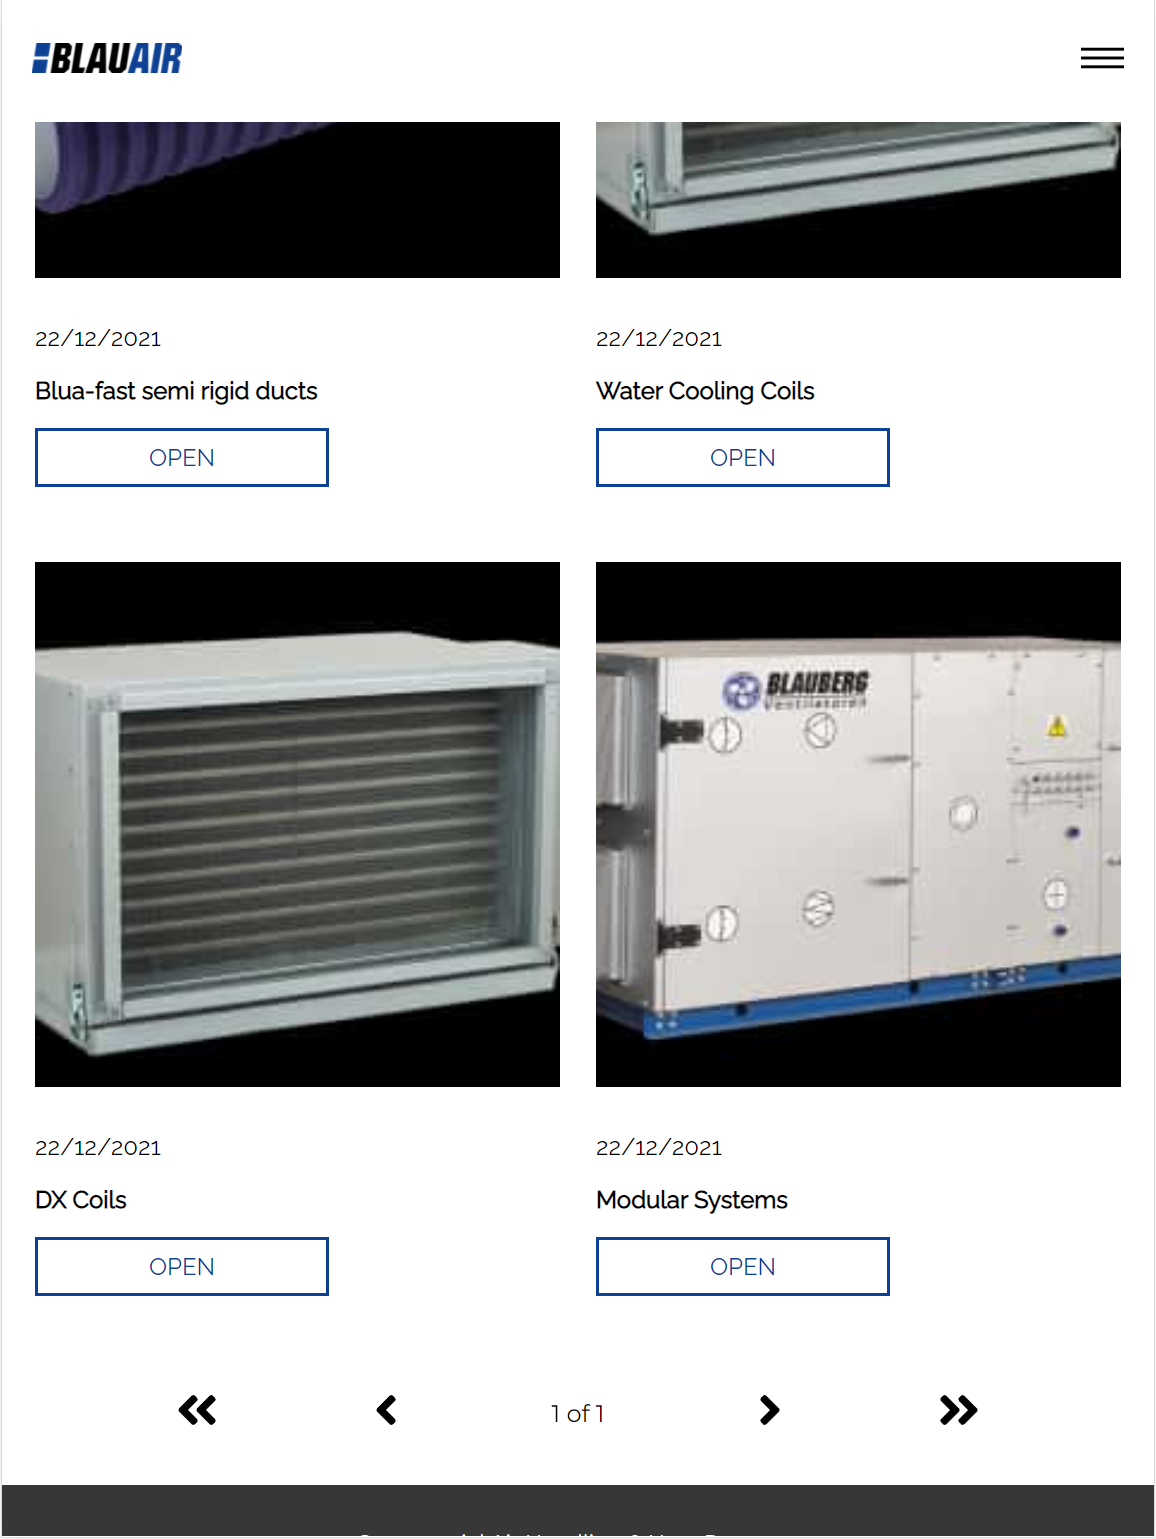 BLAUAIR
22/12/2021
22/12/2021
Blua-fast semi rigid ducts
Water Cooling Coils
OPEN
OPEN
BLAUBERG
Ventilatoren
22/12/2021
22/12/2021
DX Coils
Modular Systems
OPEN
OPEN
1 of 1